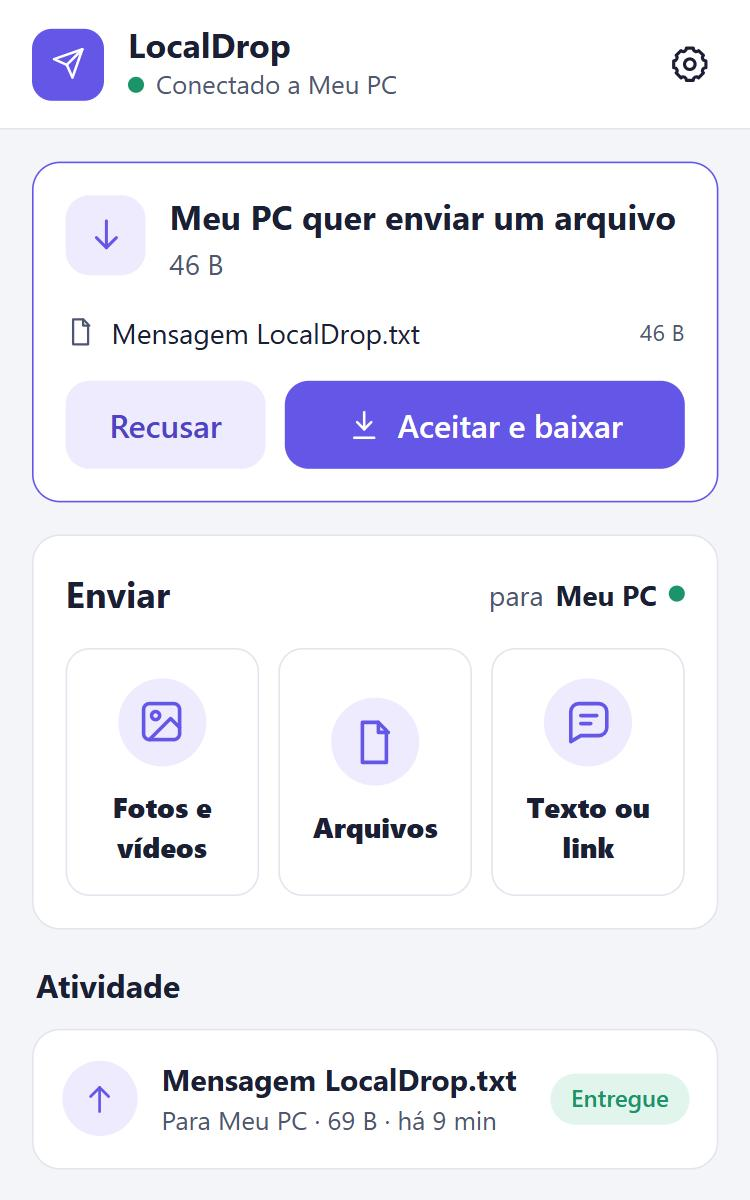 LocalDrop
Conectado a Meu PC
Meu PC quer enviar um arquivo
46 B
Mensagem LocalDrop.txt 46 B
Recusar Aceitar e baixar
Enviar para Meu PC
Fotos e
vídeos
Arquivos
Texto ou
link
Atividade
Mensagem LocalDrop.txt
Para Meu PC · 69 B · há 9 min
Entregue